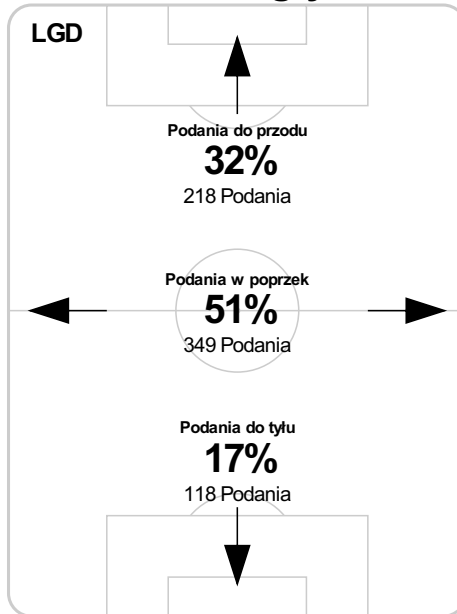 LGD
Podania do przodu
32%
218 Podania
Podania w poprzek
51%
349 Podania
Podania do tyłu
17%
118 Podania